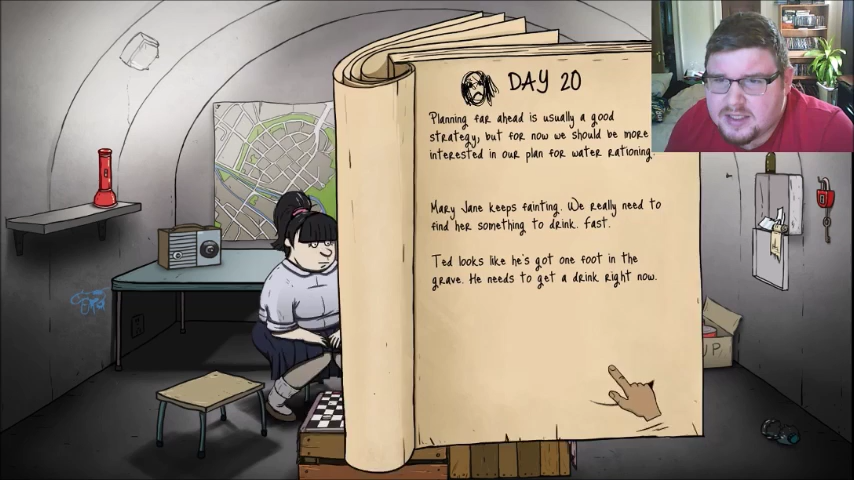 DAY 20
Planning far ahead is usually a good
strategy, but for now we should be more
interested in our plan for water rationing.
Mary Jane keeps fainting. We really need to
find her something to drink. Fast.
Ted looks like he's got one foot in the
grave. He needs to get a drink right now.
UP